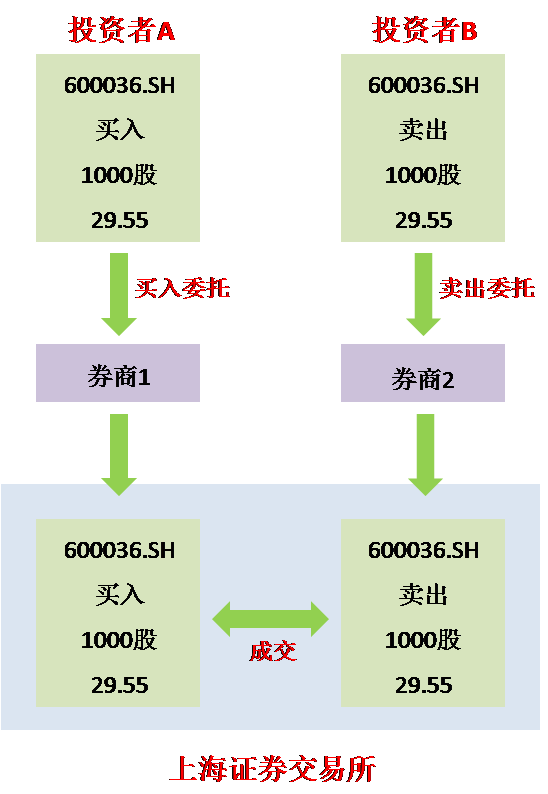 投资者A
投资者B
600036.SH
买入
1000股
29.55
600036.SH
卖出
1000股
29.55
买入委托
卖出委托
券商1
券商2
600036.SH
买入
1000股
29.55
成交
600036.SH
卖出
1000股
29.55
上海证券交易所